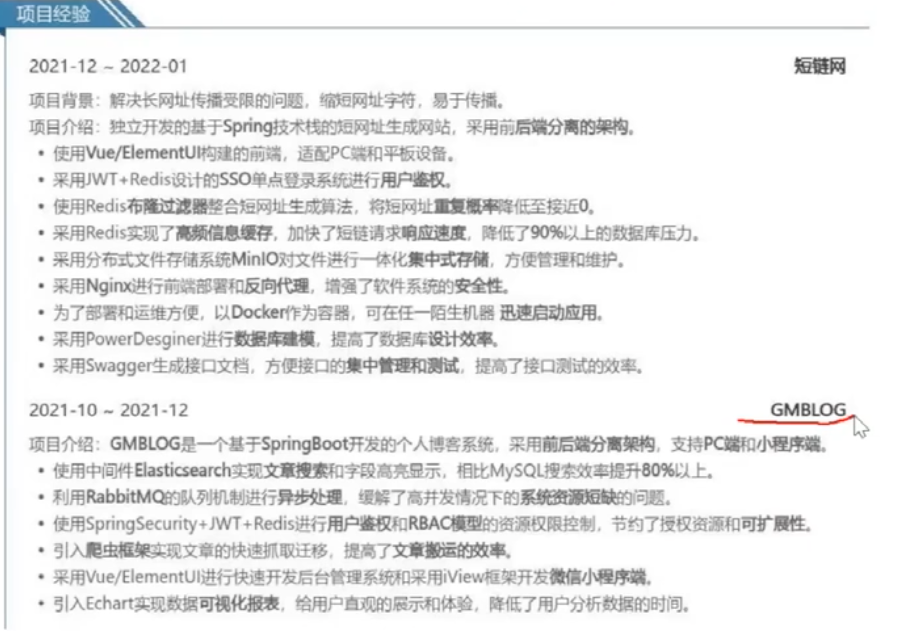 项目经验
2021-12 ~ 2022-01 短链网
项目背景：解决长网址传播受限的问题，缩短网址字符，易于传播。
项目介绍：独立开发的基于Spring技术栈的短网址生成网站，采用前后端分离的架构。
• 使用Vue/ElementUI构建的前端，适配PC端和平板设备。
• 采用JWT+Redis设计的SSO单点登录系统进行用户鉴权。
• 使用Redis布隆过滤器整合短网址生成算法，将短网址重复概率降低至接近0。
• 采用Redis实现了高频信息缓存，加快了短链请求响应速度，降低了90%以上的数据库压力。
• 采用分布式文件存储系统MinIO对文件进行一体化集中式存储，方便管理和维护。
• 采用Nginx进行前端部署和反向代理，增强了软件系统的安全性。
• 为了部署和运维方便，以Docker作为容器，可在任一陌生机器 迅速启动应用。
• 采用PowerDesginer进行数据库建模，提高了数据库设计效率。
• 采用Swagger生成接口文档，方便接口的集中管理和测试，提高了接口测试的效率。
2021-10 ~ 2021-12 GMBLOG
项目介绍：GMBLOG是一个基于SpringBoot开发的个人博客系统，采用前后端分离架构，支持PC端和小程序端。
• 使用中间件Elasticsearch实现文章搜索和字段高亮显示，相比MySQL搜索效率提升80%以上。
• 利用RabbitMQ的队列机制进行异步处理，缓解了高并发情况下的系统资源短缺的问题。
• 使用SpringSecurity+JWT+Redis进行用户鉴权和RBAC模型的资源权限控制，节约了授权资源和可扩展性。
• 引入爬虫框架实现文章的快速抓取迁移，提高了文章搬运的效率。
• 采用Vue/ElementUI进行快速开发后台管理系统和采用iView框架开发微信小程序端。
• 引入Echart实现数据可视化报表，给用户直观的展示和体验，降低了用户分析数据的时间。